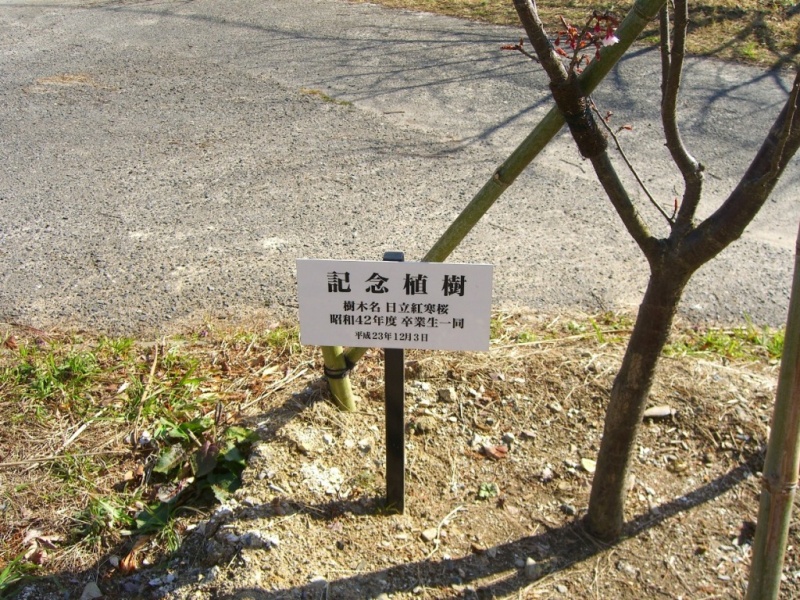 記念植樹
樹木名 日立紅寒桜
昭和42年度 卒業生一同
平成23年12月3日